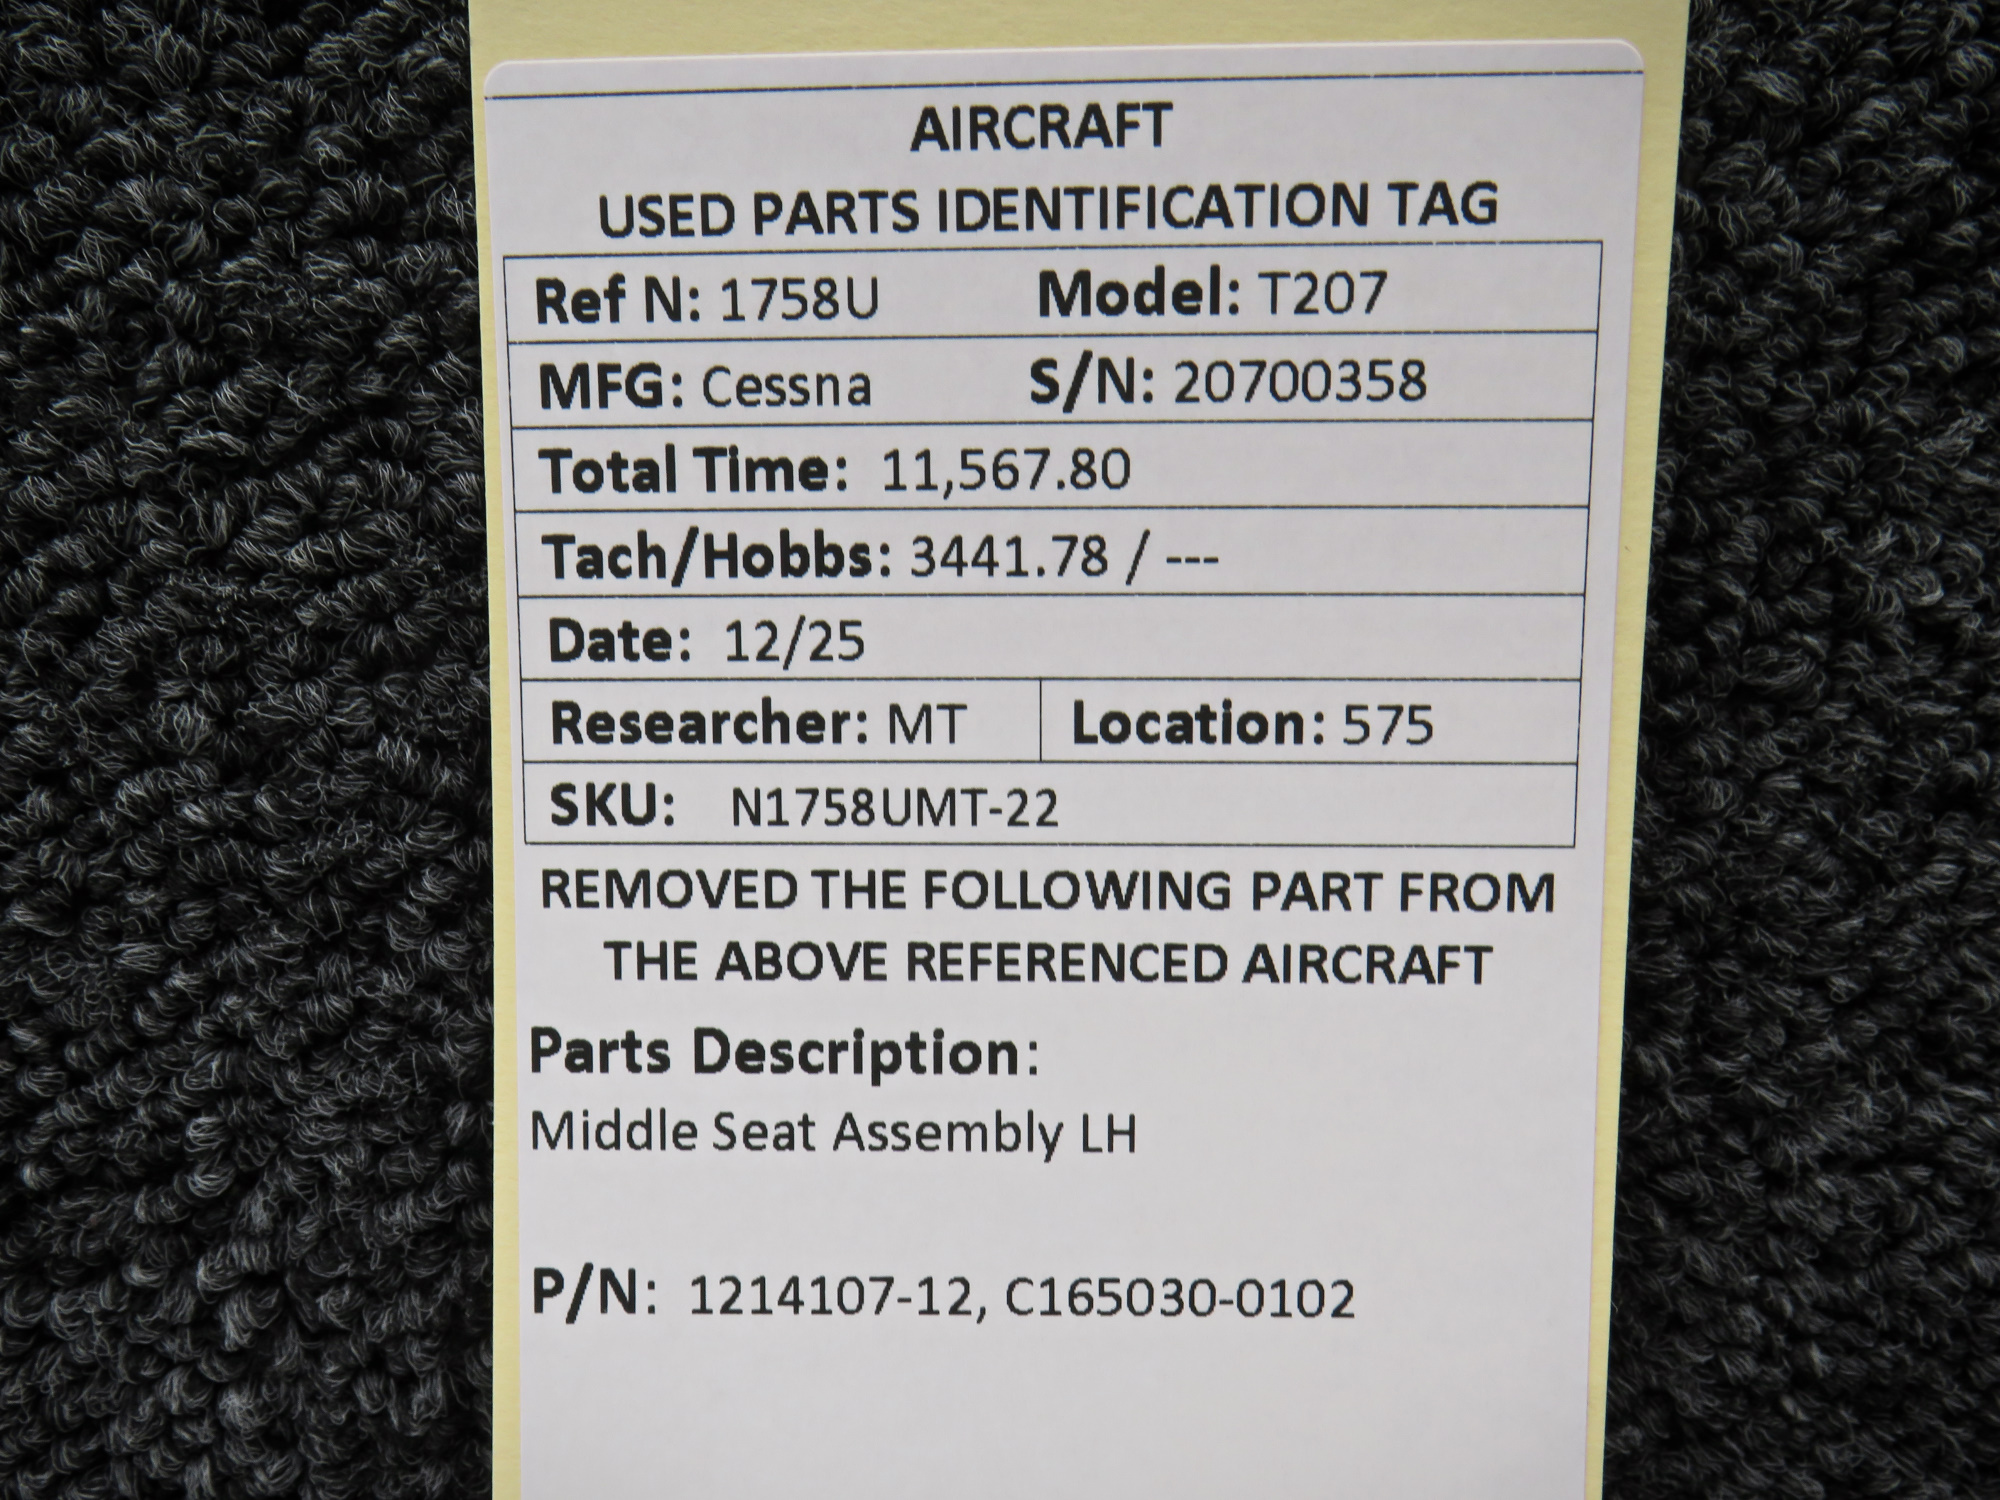 AIRCRAFT
USED PARTS IDENTIFICATION TAG
Ref N: 1758U Model: T207
MFG: Cessna S/N: 20700358
Total Time: 11,567.80
Tach/Hobbs: 3441.78 / ---
Date: 12/25
Researcher: MT Location: 575
SKU: N1758UMT-22
REMOVED THE FOLLOWING PART FROM
THE ABOVE REFERENCED AIRCRAFT
Parts Description:
Middle Seat Assembly LH
P/N: 1214107-12, C165030-0102